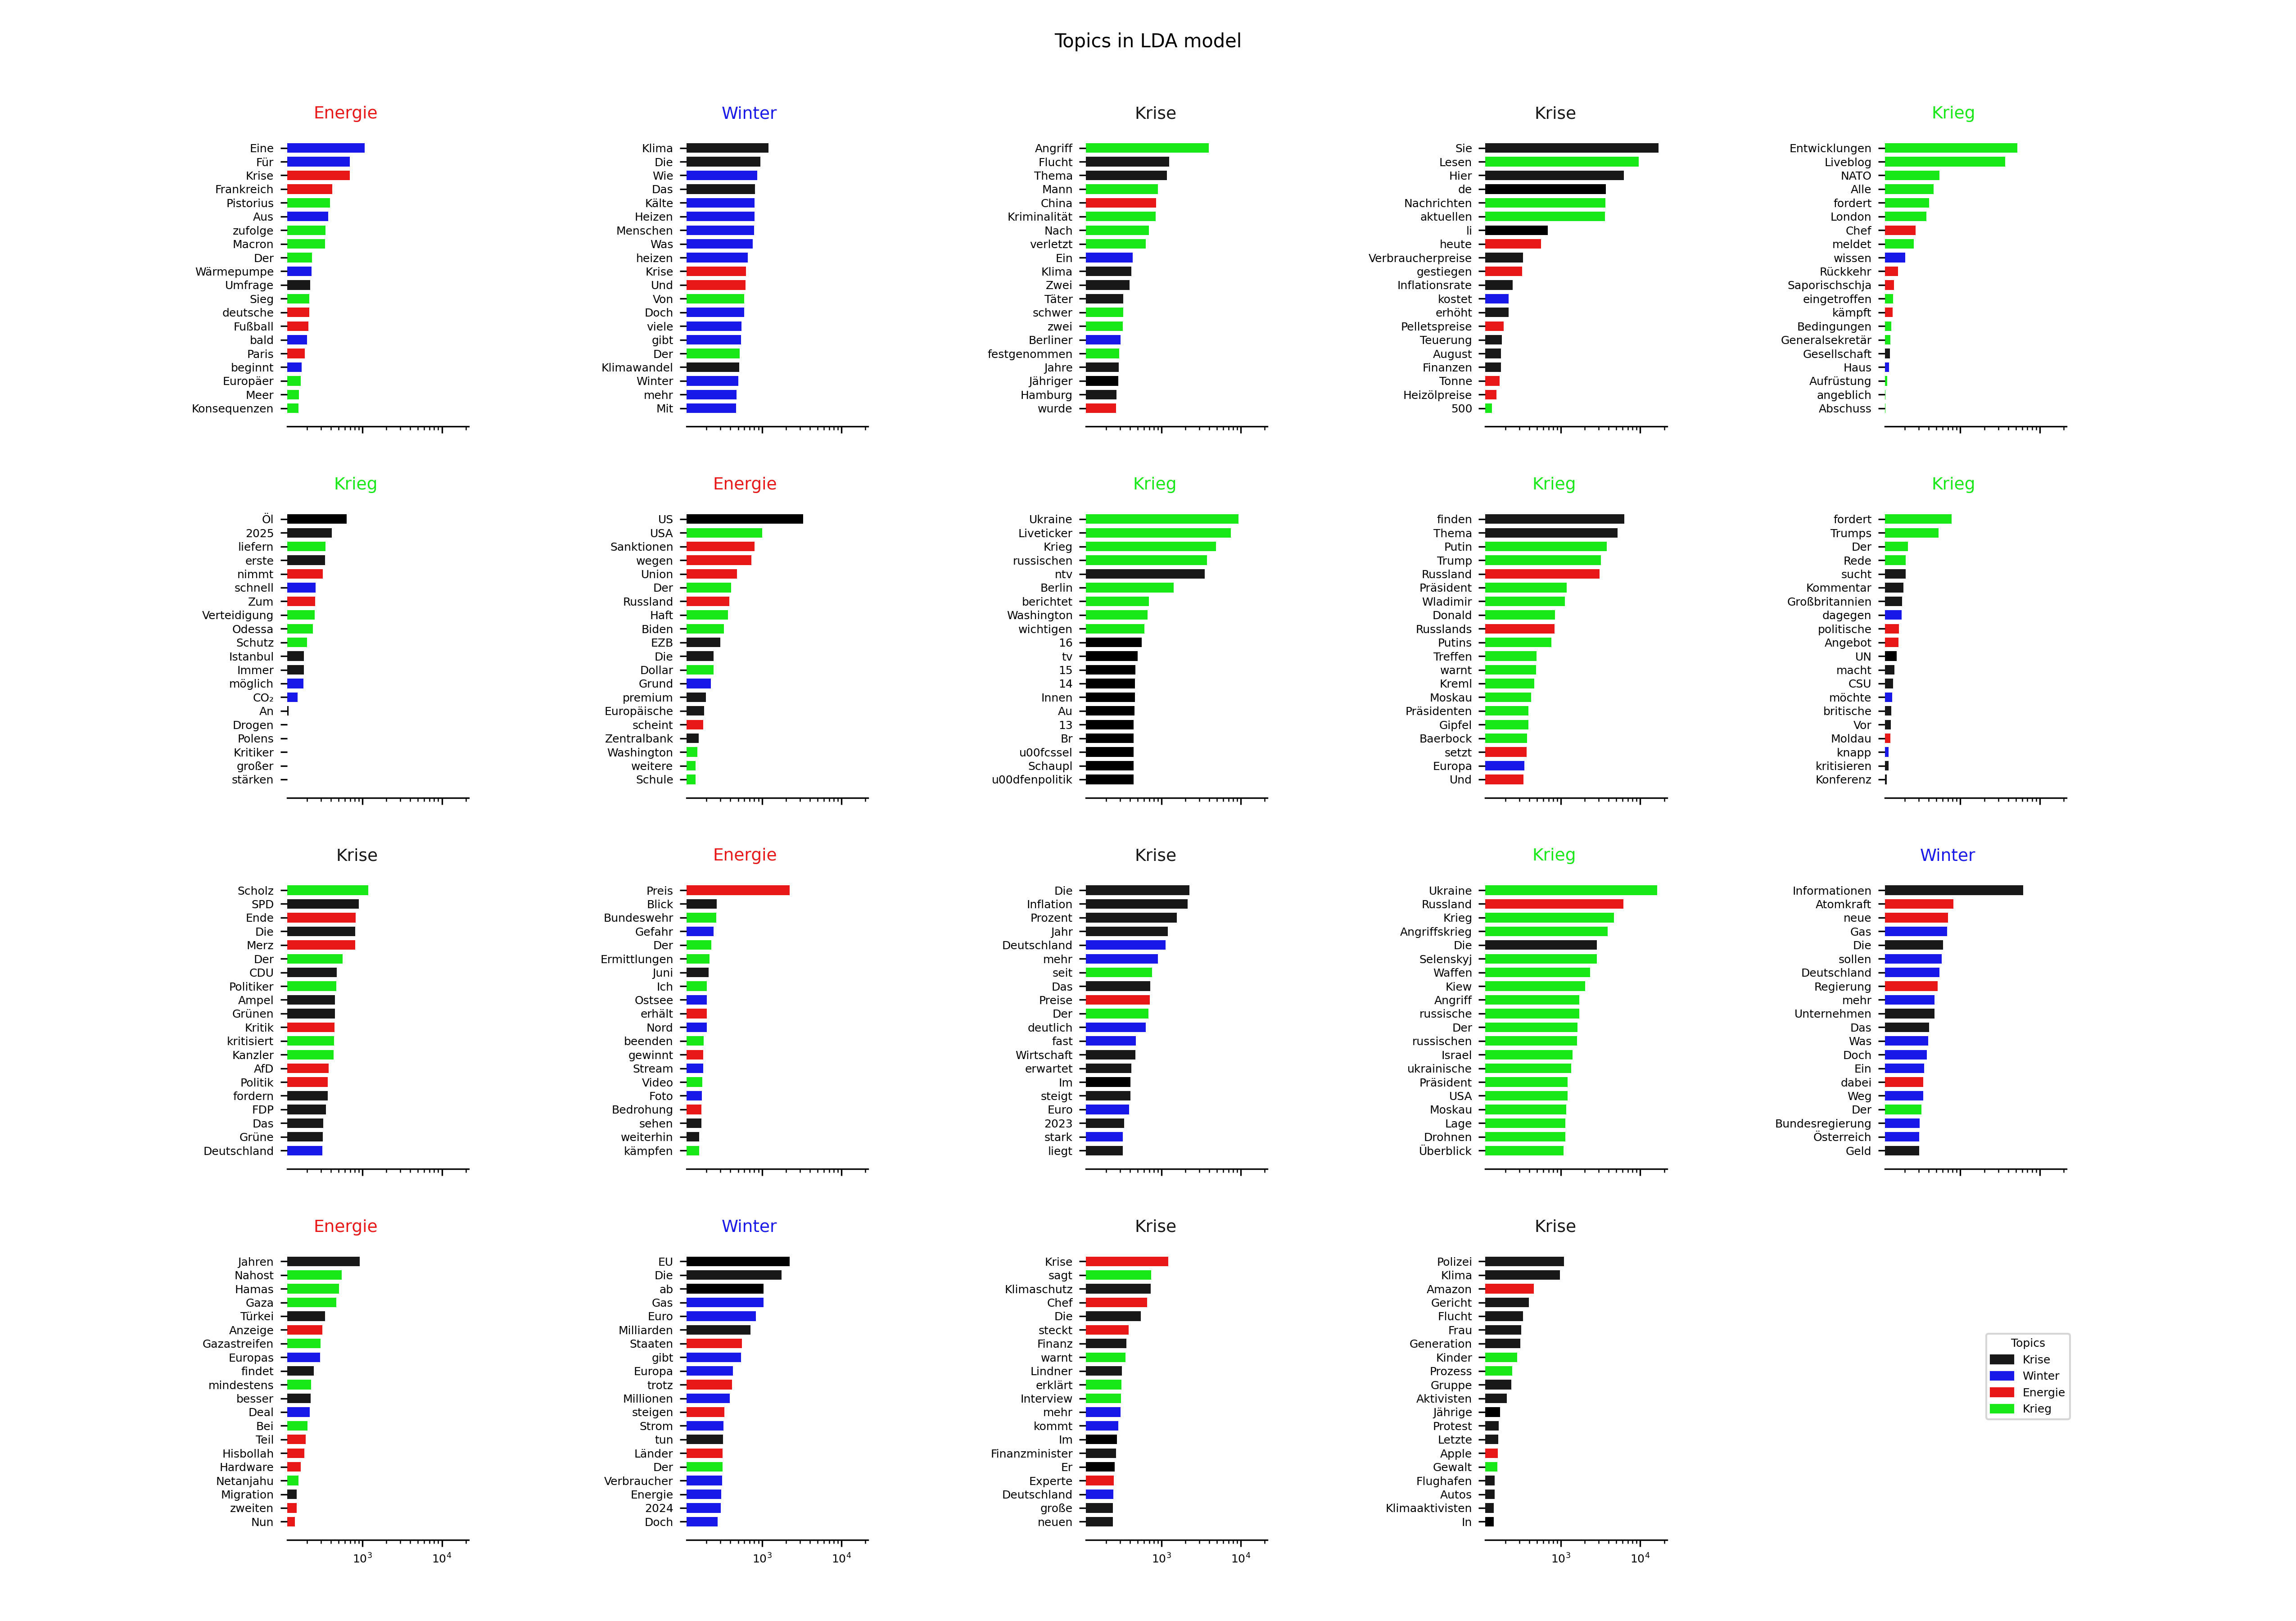 Topics in LDA model
Energie
Eine
Für
Krise
Frankreich
Pistorius
Aus
zufolge
Macron
Der
Wärmepumpe
Umfrage
Sieg
deutsche
Fußball
bald
Paris
beginnt
Europäer
Meer
Konsequenzen
Winter
Klima
Die
Wie
Das
Kälte
Heizen
Menschen
Was
heizen
Krise
Und
Von
Doch
viele
gibt
Der
Klimawandel
Winter
mehr
Mit
Krise
Angriff
Flucht
Thema
Mann
China
Kriminalität
Nach
verletzt
Ein
Klima
Zwei
Täter
schwer
zwei
Berliner
festgenommen
Jahre
Jähriger
Hamburg
wurde
Krise
Sie
Lesen
Hier
de
Nachrichten
aktuellen
li
heute
Verbraucherpreise
gestiegen
Inflationsrate
kostet
erhöht
Pelletspreise
Teuerung
August
Finanzen
Tonne
Heizölpreise
500
Krieg
Entwicklungen
Liveblog
NATO
Alle
fordert
London
Chef
meldet
wissen
Rückkehr
Saporischschja
eingetroffen
kämpft
Bedingungen
Generalsekretär
Gesellschaft
Haus
Aufrüstung
angeblich
Abschuss
Krieg
Öl
2025
liefern
erste
nimmt
schnell
Zum
Verteidigung
Odessa
Schutz
Istanbul
Immer
möglich
CO₂
An
Drogen
Polens
Kritiker
großer
stärken
Energie
US
USA
Sanktionen
wegen
Union
Der
Russland
Haft
Biden
EZB
Die
Dollar
Grund
premium
Europäische
scheint
Zentralbank
Washington
weitere
Schule
Krieg
Ukraine
Liveticker
Krieg
russischen
ntv
Berlin
berichtet
Washington
wichtigen
16
tv
15
14
Innen
Au
13
Br
u00fcssel
Schaupl
u00dfenpolitik
Krieg
finden
Thema
Putin
Trump
Russland
Präsident
Wladimir
Donald
Russlands
Putins
Treffen
warnt
Kreml
Moskau
Präsidenten
Gipfel
Baerbock
setzt
Europa
Und
Krieg
fordert
Trumps
Der
Rede
sucht
Kommentar
Großbritannien
dagegen
politische
Angebot
UN
macht
CSU
möchte
britische
Vor
Moldau
knapp
kritisieren
Konferenz
Krise
Scholz
SPD
Ende
Die
Merz
Der
CDU
Politiker
Ampel
Grünen
Kritik
kritisiert
Kanzler
AfD
Politik
fordern
FDP
Das
Grüne
Deutschland
Energie
Preis
Blick
Bundeswehr
Gefahr
Der
Ermittlungen
Juni
Ich
Ostsee
erhält
Nord
beenden
gewinnt
Stream
Video
Foto
Bedrohung
sehen
weiterhin
kämpfen
Krise
Die
Inflation
Prozent
Jahr
Deutschland
mehr
seit
Das
Preise
Der
deutlich
fast
Wirtschaft
erwartet
Im
steigt
Euro
2023
stark
liegt
Krieg
Ukraine
Russland
Krieg
Angriffskrieg
Die
Selenskyj
Waffen
Kiew
Angriff
russische
Der
russischen
Israel
ukrainische
Präsident
USA
Moskau
Lage
Drohnen
Überblick
Winter
Informationen
Atomkraft
neue
Gas
Die
sollen
Deutschland
Regierung
mehr
Unternehmen
Das
Was
Doch
Ein
dabei
Weg
Der
Bundesregierung
Österreich
Geld
Energie
Jahren
Nahost
Hamas
Gaza
Türkei
Anzeige
Gazastreifen
Europas
findet
mindestens
besser
Deal
Bei
Teil
Hisbollah
Hardware
Netanjahu
Migration
zweiten
Nun
10³ 10⁴
Winter
EU
Die
ab
Gas
Euro
Milliarden
Staaten
gibt
Europa
trotz
Millionen
steigen
Strom
tun
Länder
Der
Verbraucher
Energie
2024
Doch
10³ 10⁴
Krise
Krise
sagt
Klimaschutz
Chef
Die
steckt
Finanz
warnt
Lindner
erklärt
Interview
mehr
kommt
Im
Finanzminister
Er
Experte
Deutschland
große
neuen
10³ 10⁴
Krise
Polizei
Klima
Amazon
Gericht
Flucht
Frau
Generation
Kinder
Prozess
Gruppe
Aktivisten
Jährige
Protest
Letzte
Apple
Gewalt
Flughafen
Autos
Klimaaktivisten
In
10³ 10⁴
Topics
Krise
Winter
Energie
Krieg